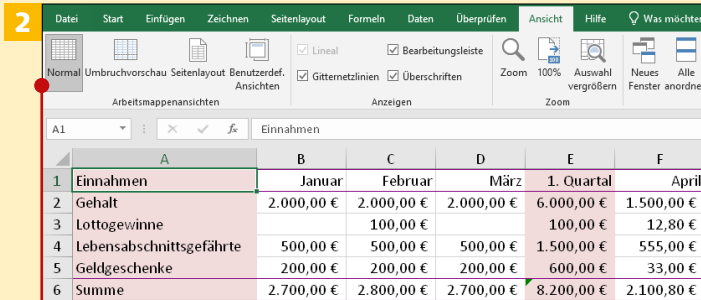 2
Datei Start Einfügen Zeichnen Seitenlayout Formeln Daten Überprüfen Ansicht Hilfe Was möchten
Normal Umbruchvorschau Seitenlayout Benutzerdef. Ansichten
Arbeitsmappenansichten
Lineal Bearbeitungsleiste
Gitternetzlinien Überschriften
Anzeigen
Zoom 100% Auswahl vergrößern
Zoom
100
Neues Fenster Alle anordne
A1 fx Einnahmen
A B C D E F
1 Einnahmen Januar Februar März 1. Quartal April
2 Gehalt 2.000,00 € 2.000,00 € 2.000,00 € 6.000,00 € 1.500,00 €
3 Lottogewinne 100,00 € 100,00 € 12,80 €
4 Lebensabschnittsgefährte 500,00 € 500,00 € 500,00 € 1.500,00 € 555,00 €
5 Geldgeschenke 200,00 € 200,00 € 200,00 € 600,00 € 33,00 €
6 Summe 2.700,00 € 2.800,00 € 2.700,00 € 8.200,00 € 2.100,80 €